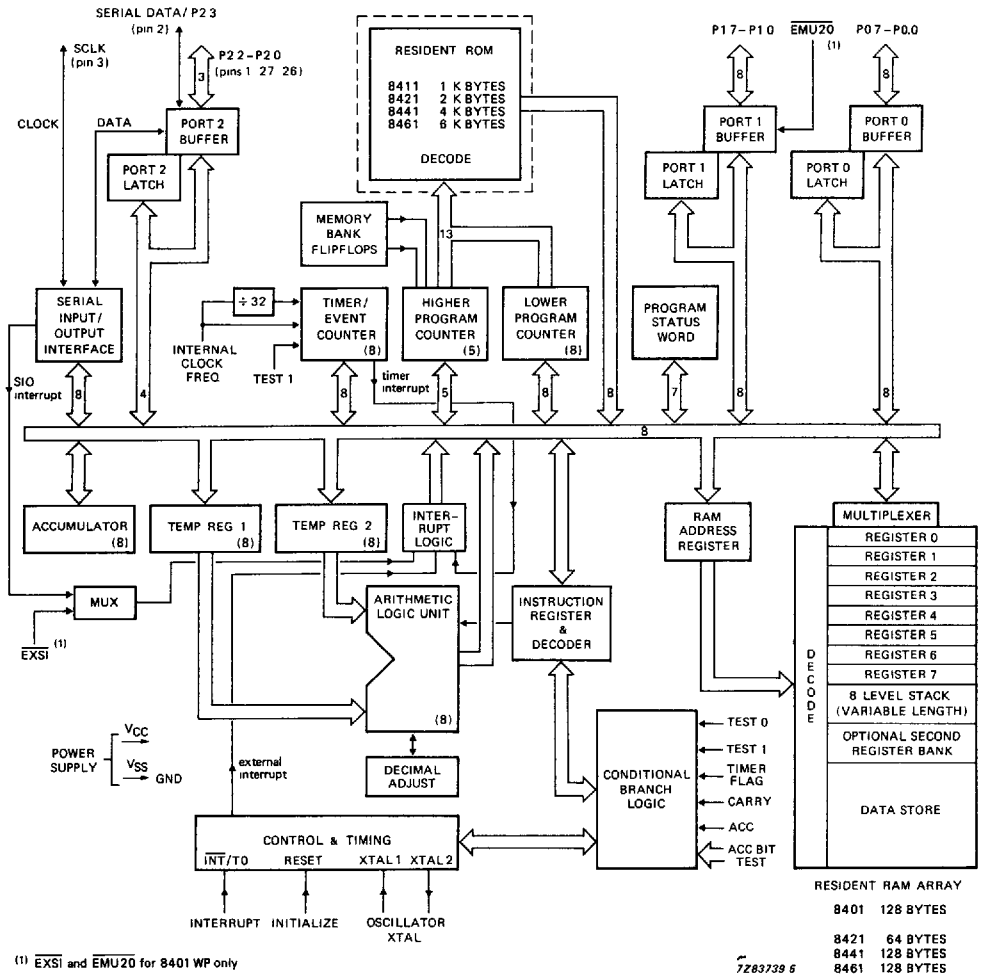 SERIAL DATA/P23
(pin 2)
SCLK
(pin 3)
P22-P20
(pins 1 27 26)
3
CLOCK
DATA
PORT 2
BUFFER
PORT 2
LATCH
RESIDENT ROM
8411 1 K BYTES
8421 2 K BYTES
8441 4 K BYTES
8461 6 K BYTES
DECODE
P17-P10
EMU20
(1)
P07-P0.0
8
8
PORT 1
BUFFER
PORT 0
BUFFER
PORT 1
LATCH
PORT 0
LATCH
MEMORY
BANK
FLIPFLOPS
13
SERIAL
INPUT/
OUTPUT
INTERFACE
÷ 32
INTERNAL
CLOCK
FREQ.
TEST 1
TIMER/
EVENT
COUNTER
(8)
HIGHER
PROGRAM
COUNTER
(5)
LOWER
PROGRAM
COUNTER
(8)
PROGRAM
STATUS
WORD
SIO
interrupt
timer
interrupt
8
4
8
5
8
8
7
8
8
8
ACCUMULATOR
(8)
TEMP REG 1
(8)
TEMP REG 2
(8)
INTER-
RUPT
LOGIC
RAM
ADDRESS
REGISTER
MULTIPLEXER
REGISTER 0
REGISTER 1
REGISTER 2
REGISTER 3
REGISTER 4
REGISTER 5
REGISTER 6
REGISTER 7
8 LEVEL STACK
(VARIABLE LENGTH)
OPTIONAL SECOND
REGISTER BANK
DATA STORE
DECODE
MUX
EXSI (1)
ARITHMETIC
LOGIC UNIT
(8)
INSTRUCTION
REGISTER
&
DECODER
DECIMAL
ADJUST
POWER
SUPPLY
VCC
VSS
GND
external
interrupt
CONDITIONAL
BRANCH
LOGIC
TEST 0
TEST 1
TIMER
FLAG
CARRY
ACC
ACC BIT
TEST
CONTROL & TIMING
INT/T0 RESET XTAL 1 XTAL 2
INTERRUPT INITIALIZE OSCILLATOR
XTAL
RESIDENT RAM ARRAY
8401 128 BYTES
8421 64 BYTES
8441 128 BYTES
8461 128 BYTES
(1) EXSI and EMU20 for 8401 WP only
7Z83739 6